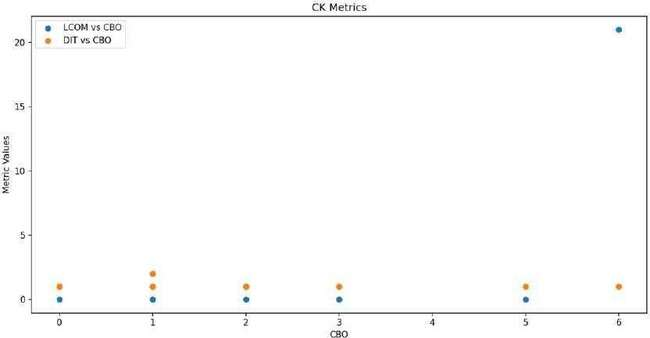 CK Metrics
LCOM vs CBO
DIT vs CBO
20
15
10
5
0
Metric Values
0 1 2 3 4 5 6
CBO